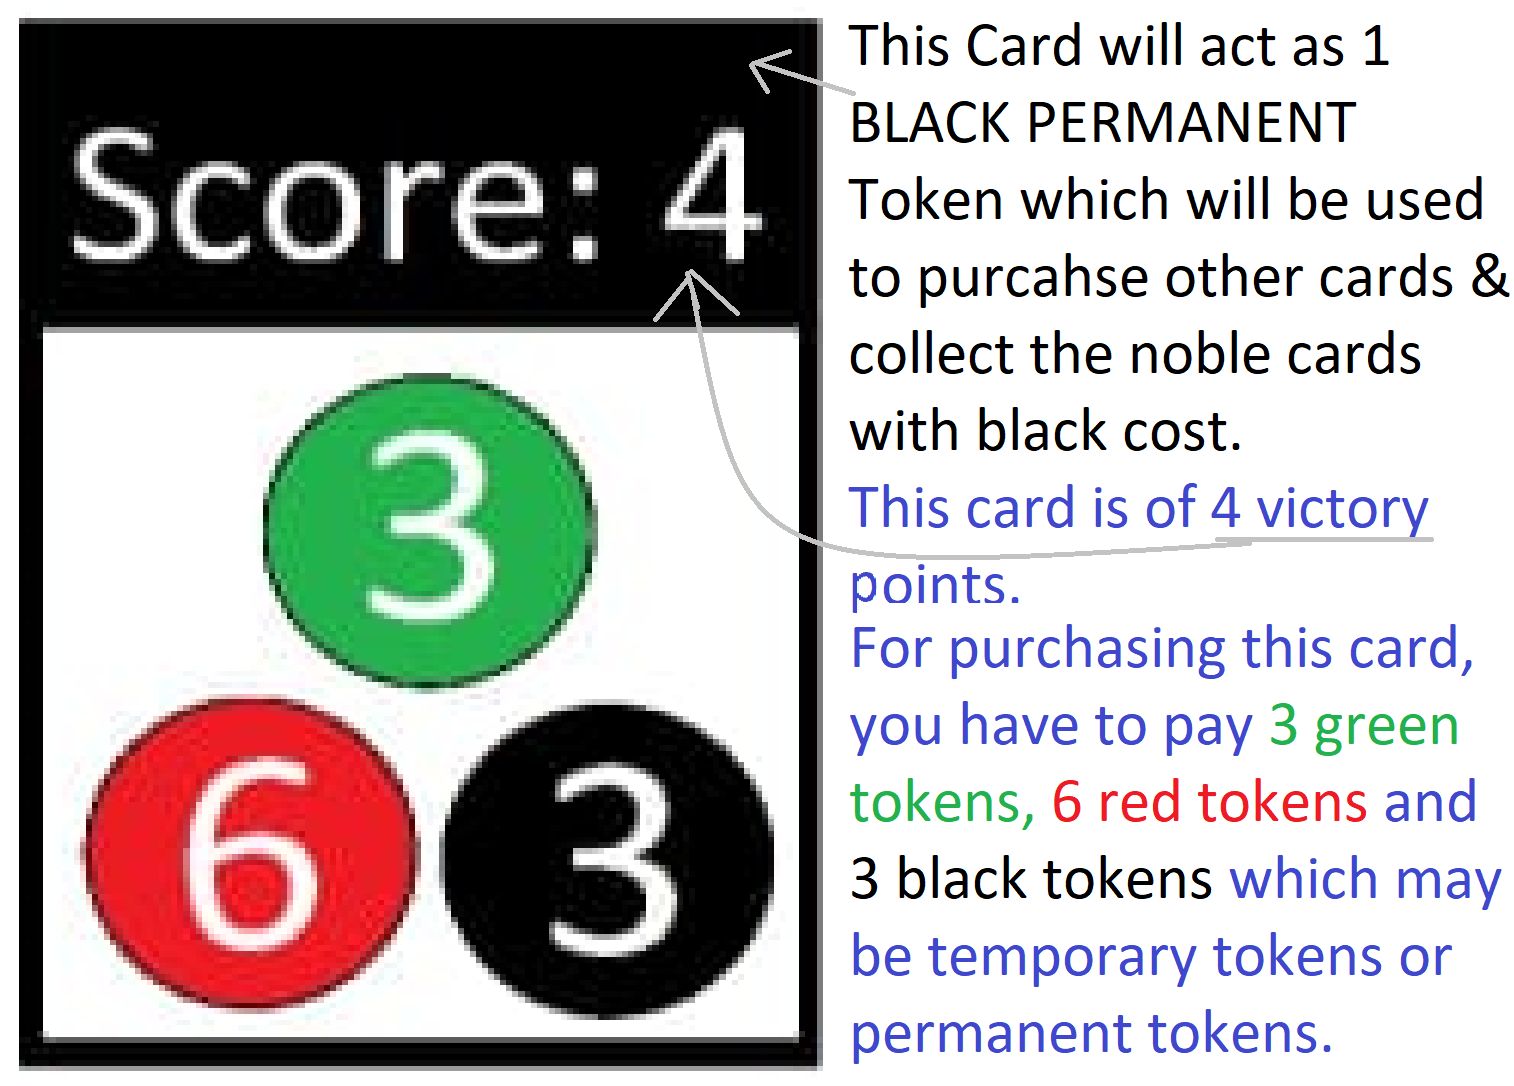 Score: 4
3
6 3
This Card will act as 1
BLACK PERMANENT
Token which will be used
to purcahse other cards &
collect the noble cards
with black cost.
This card is of 4 victory
points.
For purchasing this card,
you have to pay 3 green
tokens, 6 red tokens and
3 black tokens which may
be temporary tokens or
permanent tokens.